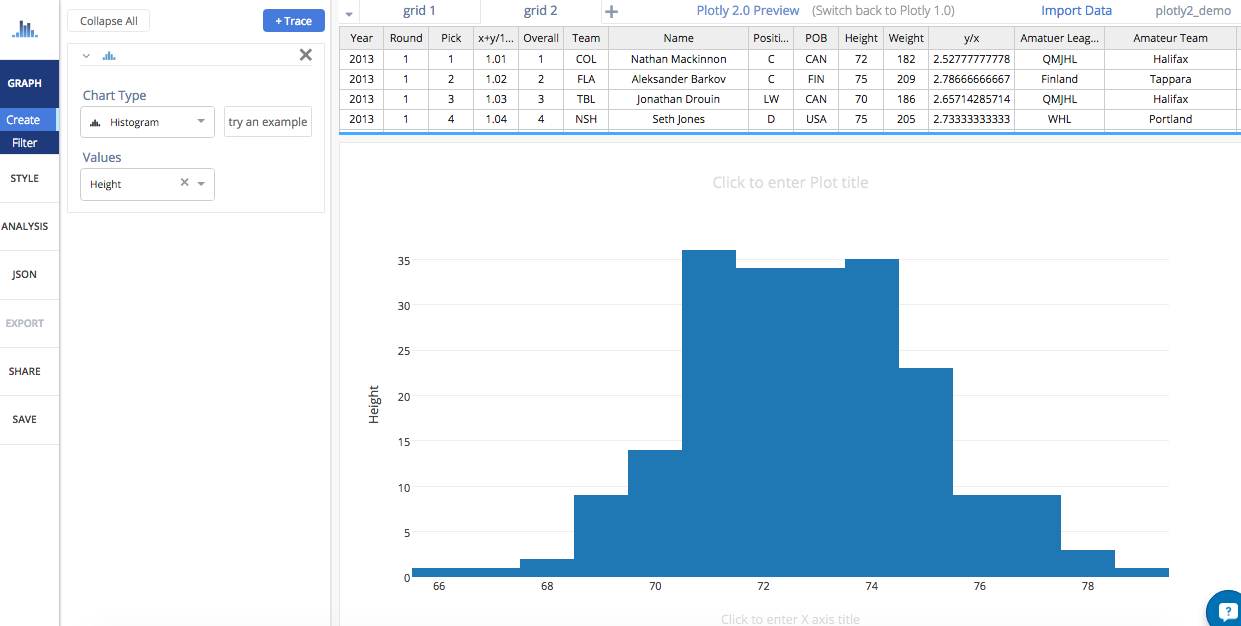 Collapse All
+ Trace
GRAPH
Create
Filter
STYLE
ANALYSIS
JSON
EXPORT
SHARE
SAVE
Chart Type
Histogram
try an example
Values
Height
grid 1 grid 2 Plotly 2.0 Preview (Switch back to Plotly 1.0) Import Data plotly2_demo
Year Round Pick x+y/1... Overall Team Name Positi... POB Height Weight y/x Amatuer Leag... Amateur Team
2013 1 1 1.01 1 COL Nathan Mackinnon C CAN 72 182 2.52777777778 QMJHL Halifax
2013 1 2 1.02 2 FLA Aleksander Barkov C FIN 75 209 2.78666666667 Finland Tappara
2013 1 3 1.03 3 TBL Jonathan Drouin LW CAN 70 186 2.65714285714 QMJHL Halifax
2013 1 4 1.04 4 NSH Seth Jones D USA 75 205 2.73333333333 WHL Portland
Click to enter Plot title
35
30
25
20
15
10
5
0
Height
66 68 70 72 74 76 78
Click to enter X axis title
?